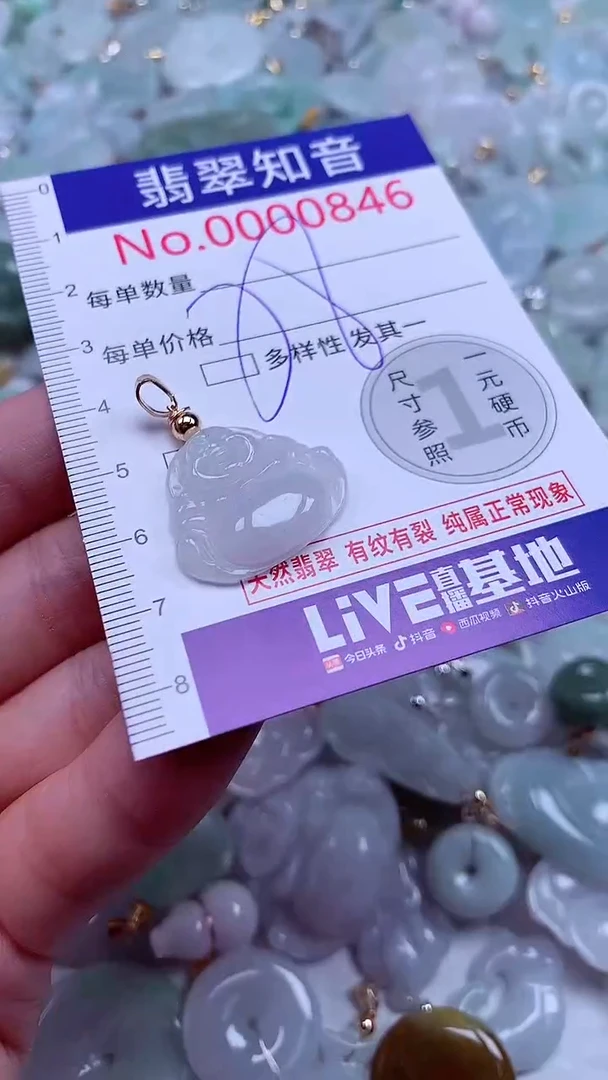 翡翠知音
No.0000846
0
1
2
3
4
5
6
7
8
每单数量
每单价格
多样性 发其一
1
尺寸参照
一元硬币
天然翡翠 有纹有裂 纯属正常现象
LiVE直播基地
今日头条 抖音 西瓜视频 抖音火山版